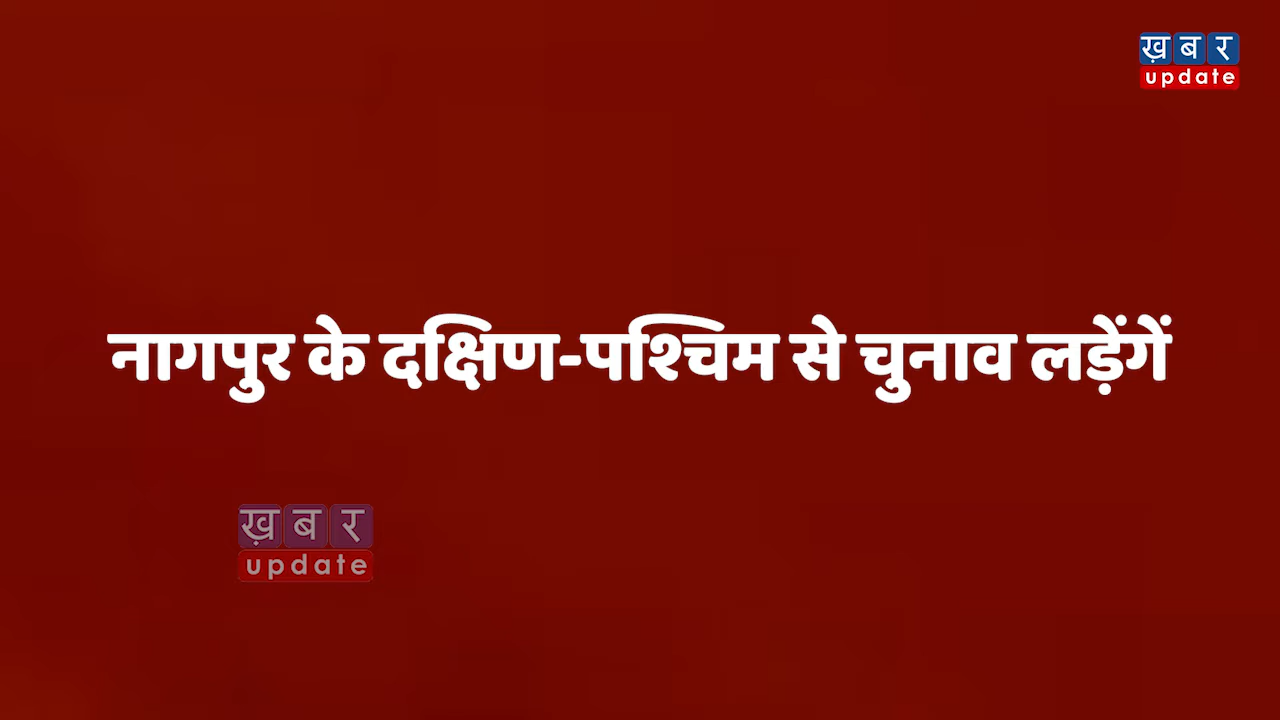 ख़बर
update
नागपुर के दक्षिण-पश्चिम से चुनाव लड़ेंगें
ख़बर
update